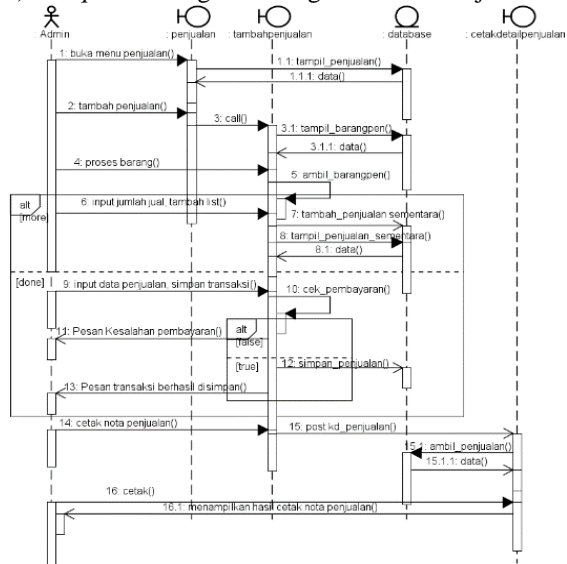 : Admin
: penjualan
: tambahpenjualan
: database
: cetakdetailpenjualan
1: buka menu penjualan()
1.1: tampil_penjualan()
1.1.1: data()
2: tambah penjualan()
3: call()
3.1: tampil_barangpen()
3.1.1: data()
4: proses barang()
5: ambil_barangpen()
alt
6: input jumlah jual, tambah list()
[more]
7: tambah_penjualan sementara()
8: tampil_penjualan_sementara()
8.1: data()
[done]
9: input data penjualan, simpan transaksi()
10: cek_pembayaran()
11: Pesan Kesalahan pembayaran()
alt
[false]
[true]
12: simpan_penjualan()
13: Pesan transaksi berhasil disimpan()
14: cetak nota penjualan()
15: post kd_penjualan()
15.1: ambil_penjualan()
15.1.1: data()
16: cetak()
16.1: menampilkan hasil cetak nota penjualan()